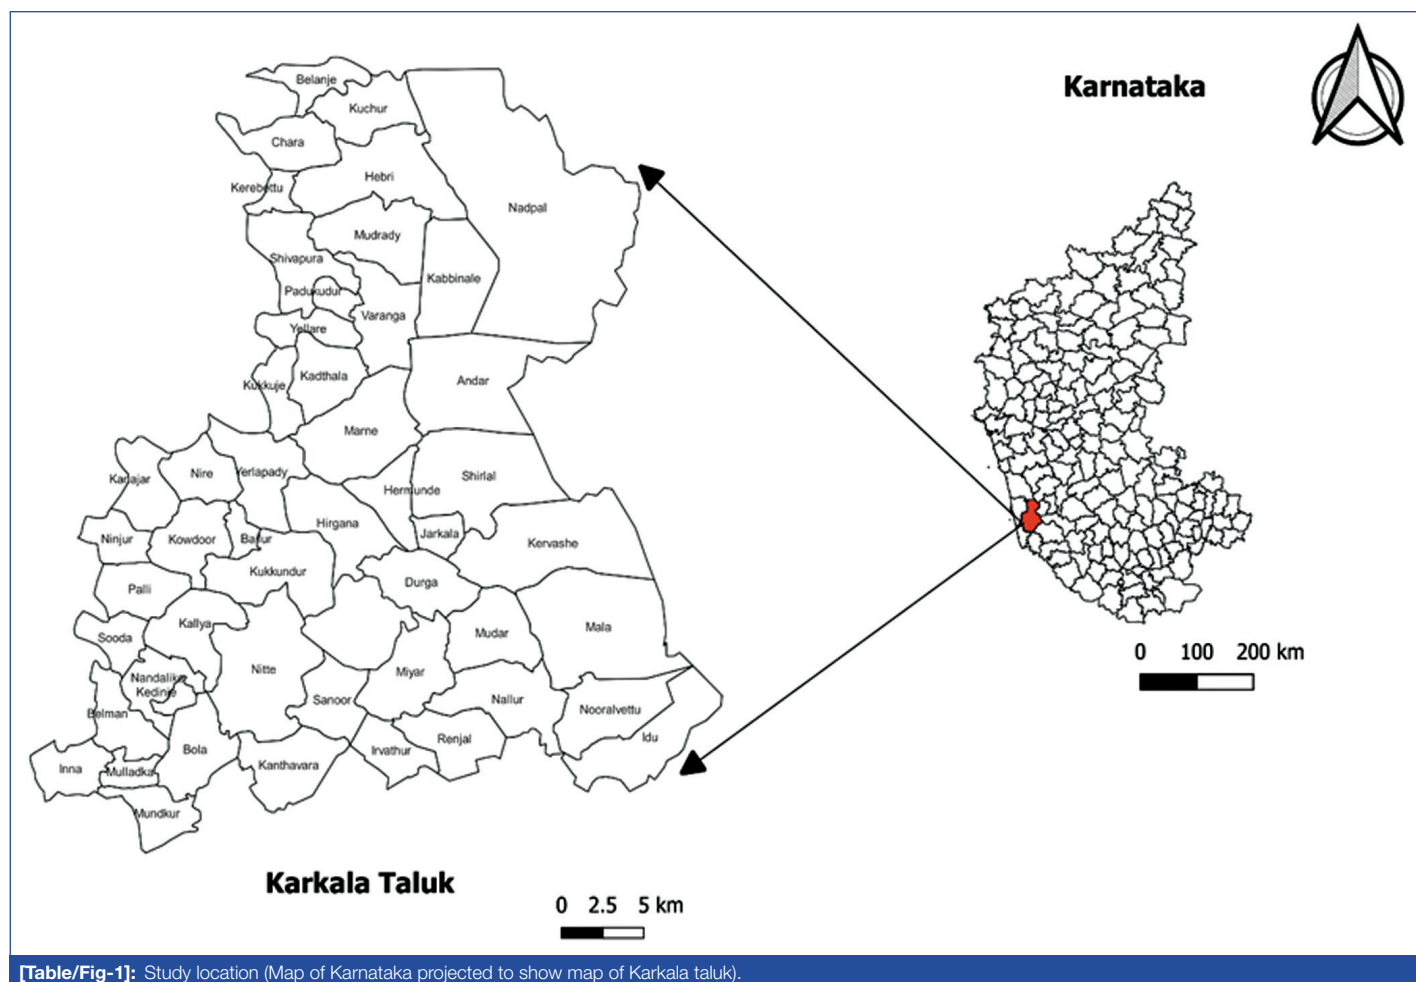 Karnataka
Belanje
Kuchur
Chara
Hebri
Kerebettu
Nadpal
Mudrady
Shivapura
Kabbinale
Padukudur
Varanga
Yellare
Kadthala
Kukkuje
Andar
Marne
Nire
Yerlapady
Karlajar
Shirlal
Hermunde
Hirgana
Jarkala
Ninjur
Kowdoor
Kervashe
Kukkundur
Durga
Palli
Kallya
Mala
Sooda
Mudar
Nitte
Miyar
Nandalike
Kedinje
Sanoor
Nallur
Nooralvettu
Belman
Idu
Renjal
Bola
Irvathur
Kanthavara
Inna
Mulladka
Mundkur
0 100 200 km
Karkala Taluk
0 2.5 5 km
[Table/Fig-1]: Study location (Map of Karnataka projected to show map of Karkala taluk).